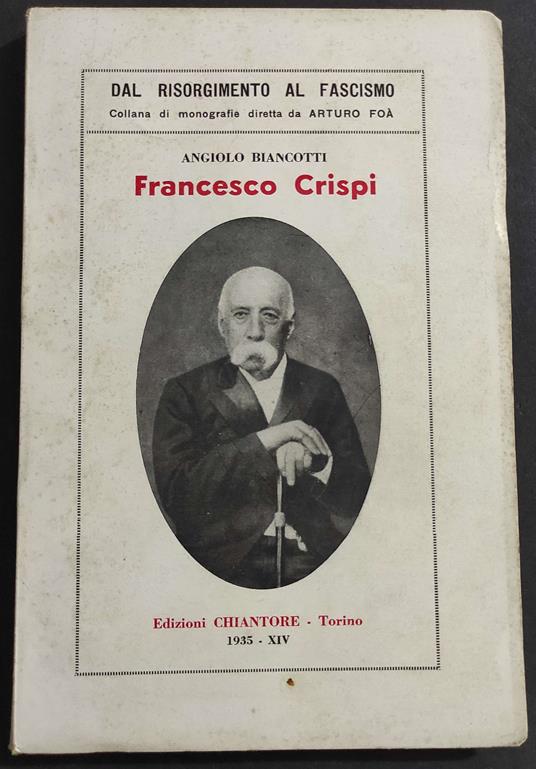 DAL RISORGIMENTO AL FASCISMO
Collana di monografie diretta da ARTURO FOÀ
ANGIOLO BIANCOTTI
Francesco Crispi
Edizioni CHIANTORE - Torino
1935 - XIV